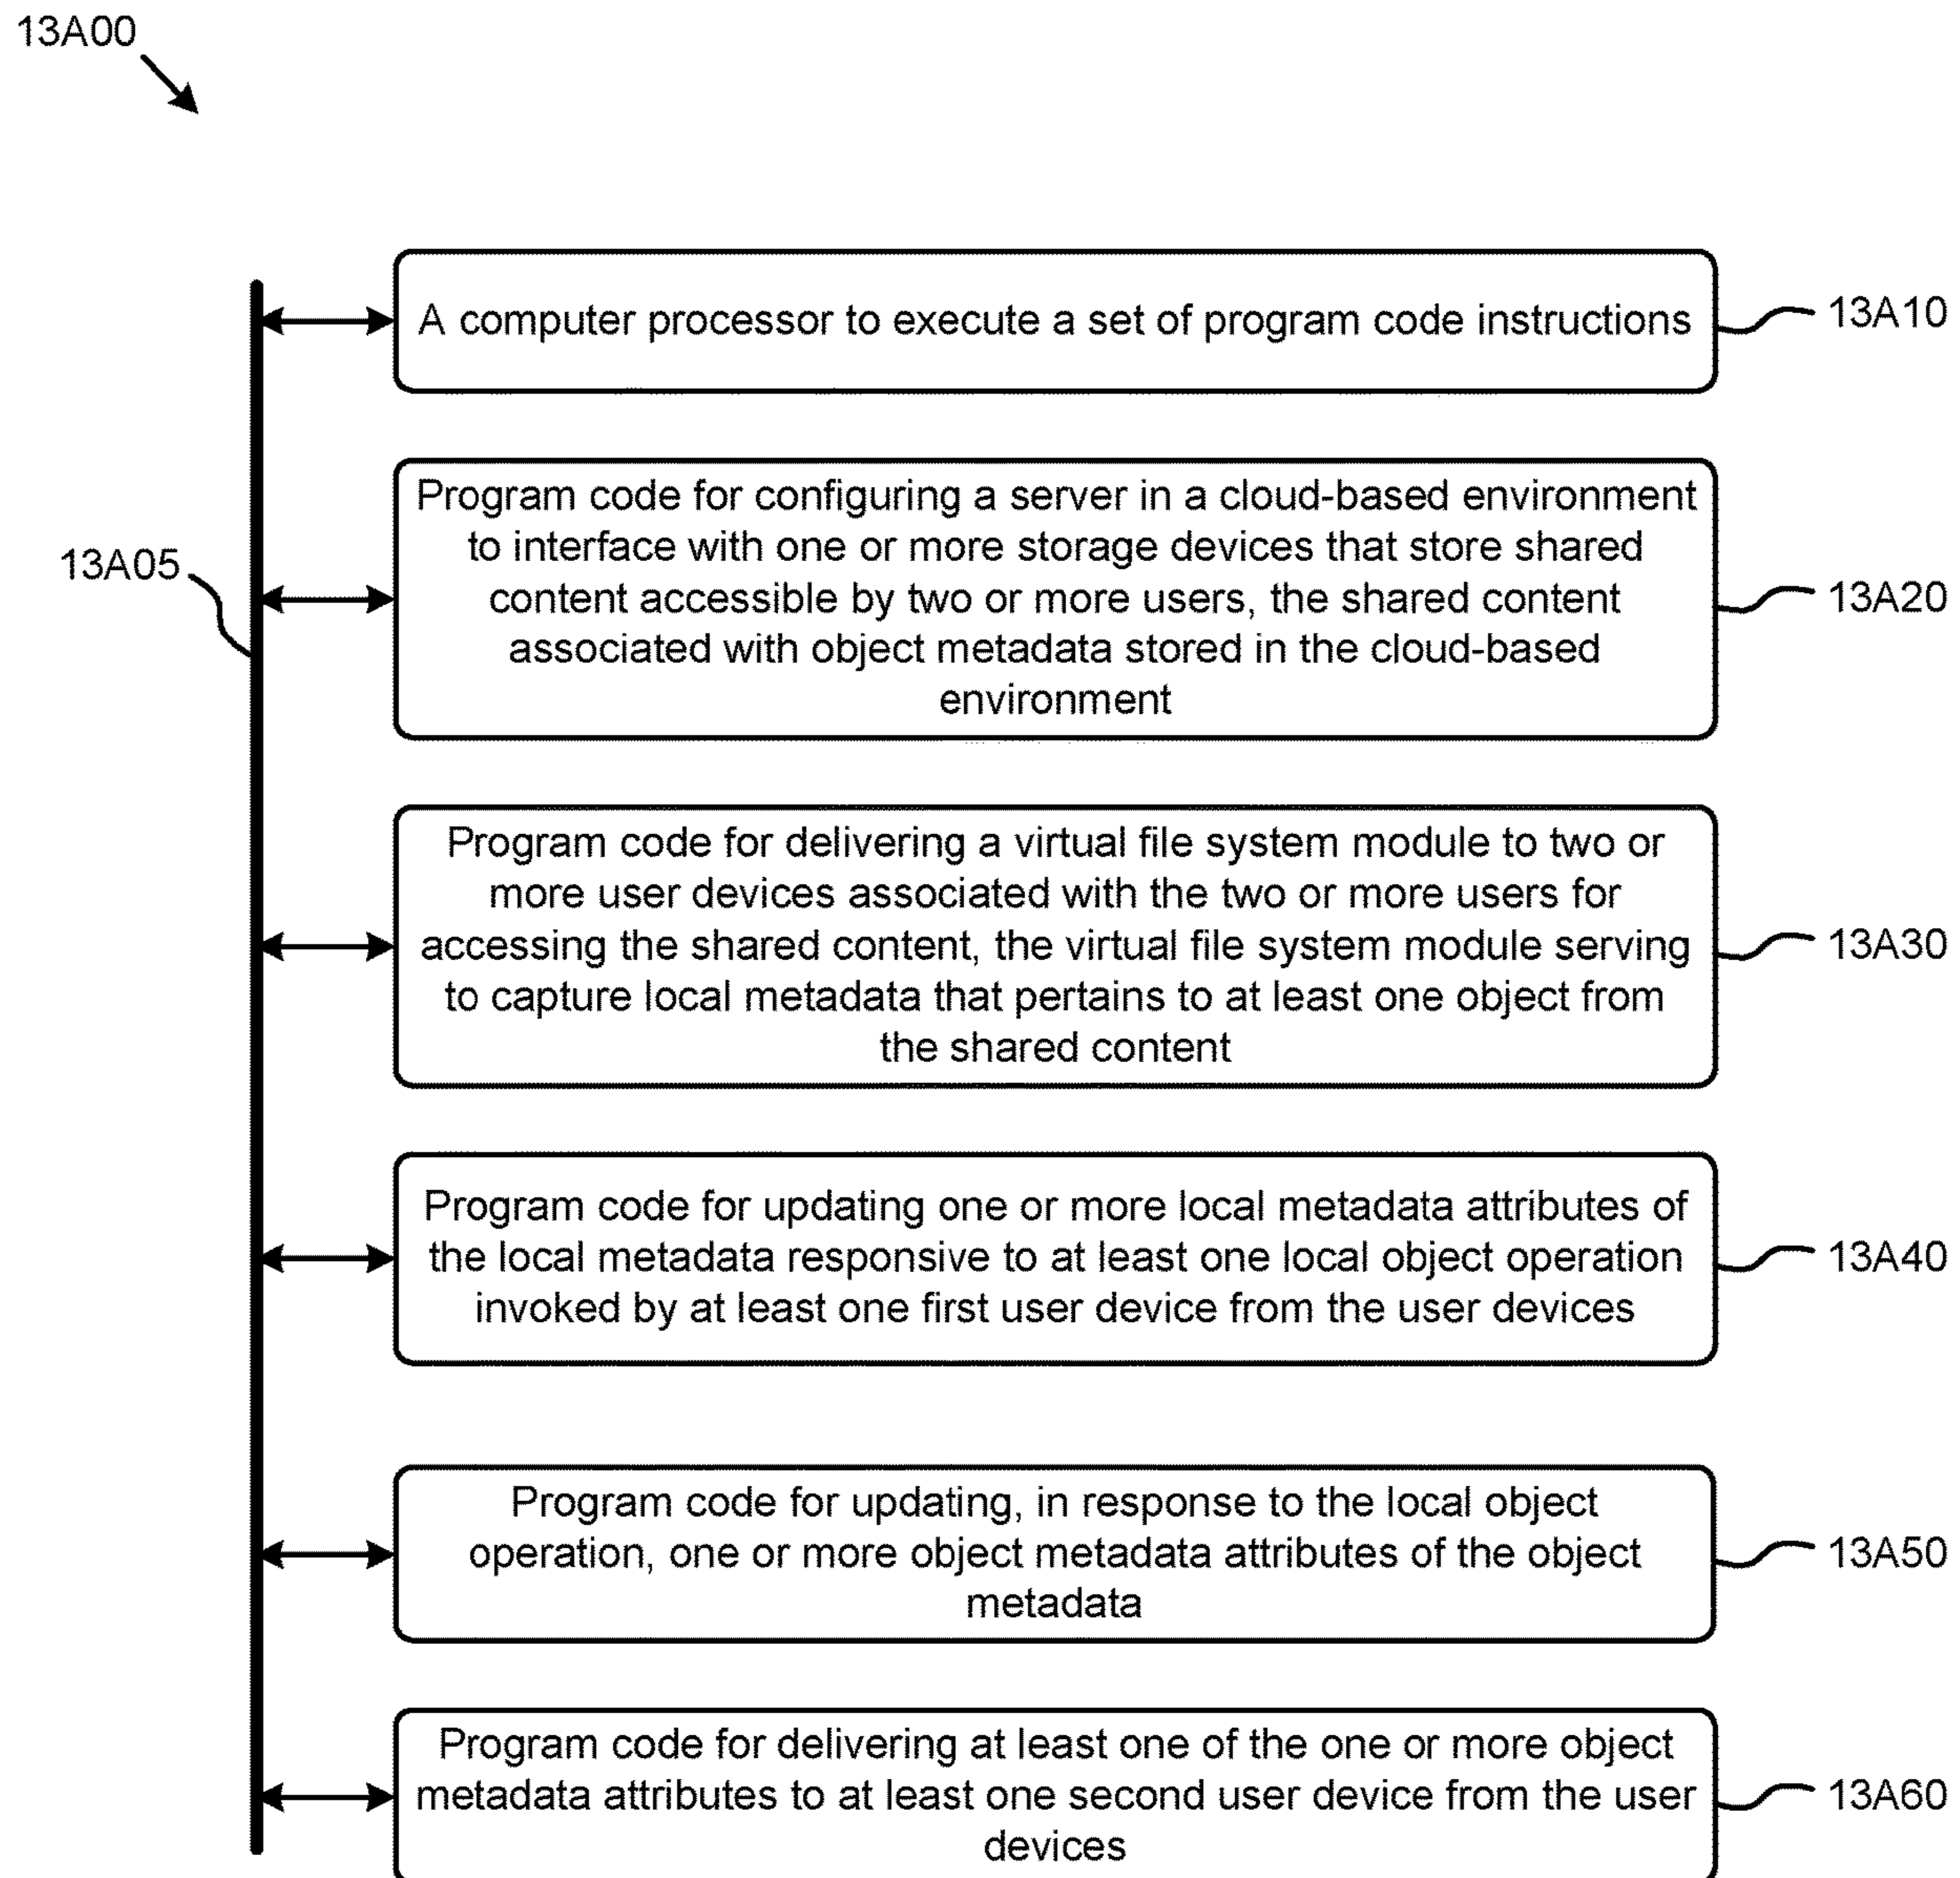 13A00
A computer processor to execute a set of program code instructions
13A10
Program code for configuring a server in a cloud-based environment
to interface with one or more storage devices that store shared
content accessible by two or more users, the shared content
associated with object metadata stored in the cloud-based
environment
13A05
13A20
Program code for delivering a virtual file system module to two or
more user devices associated with the two or more users for
accessing the shared content, the virtual file system module serving
to capture local metadata that pertains to at least one object from
the shared content
13A30
Program code for updating one or more local metadata attributes of
the local metadata responsive to at least one local object operation
invoked by at least one first user device from the user devices
13A40
Program code for updating, in response to the local object
operation, one or more object metadata attributes of the object
metadata
13A50
Program code for delivering at least one of the one or more object
metadata attributes to at least one second user device from the user
devices
13A60